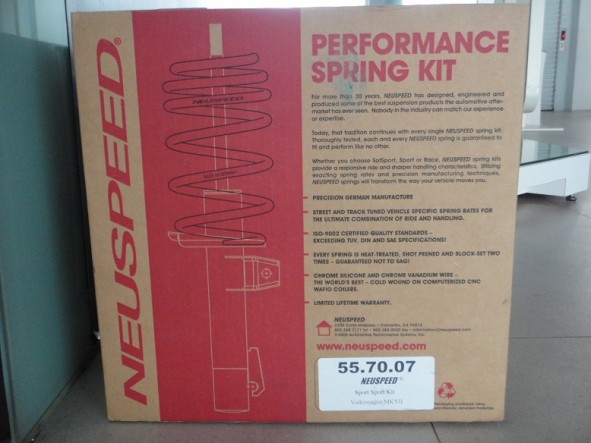 NEUSPEED®
NEUSPEED
PERFORMANCE
SPRING KIT
For more than 30 years, NEUSPEED has designed, engineered and
produced some of the best suspension products the automotive after-
market has ever seen. Nobody in the industry can match our experience
or expertise.
Today, that tradition continues with every single NEUSPEED spring kit.
Thoroughly tested, each and every NEUSPEED spring is guaranteed to
fit and perform like no other.
Whether you choose SofSport, Sport or Race, NEUSPEED spring kits
provide a responsive ride and sharper handling characteristics. Utilizing
exacting spring rates and precision manufacturing techniques,
NEUSPEED springs will transform the way your vehicle moves you.
PRECISION GERMAN MANUFACTURE
STREET AND TRACK TUNED VEHICLE SPECIFIC SPRING RATES FOR
THE ULTIMATE COMBINATION OF RIDE AND HANDLING.
ISO-9002 CERTIFIED QUALITY STANDARDS –
EXCEEDING TUV, DIN AND SAE SPECIFICATIONS!
EVERY SPRING IS HEAT-TREATED, SHOT PEENED AND BLOCK-SET TWO
TIMES – GUARANTEED NOT TO SAG!
CHROME SILICONE AND CHROME VANADIUM WIRE –
THE WORLD'S BEST – COLD WOUND ON COMPUTERIZED CNC
WAFIO COILERS.
LIMITED LIFETIME WARRANTY.
NEUSPEED
www.neuspeed.com
55.70.07
NEUSPEED®
Sport Sport Kit
Volkswagen MK VII